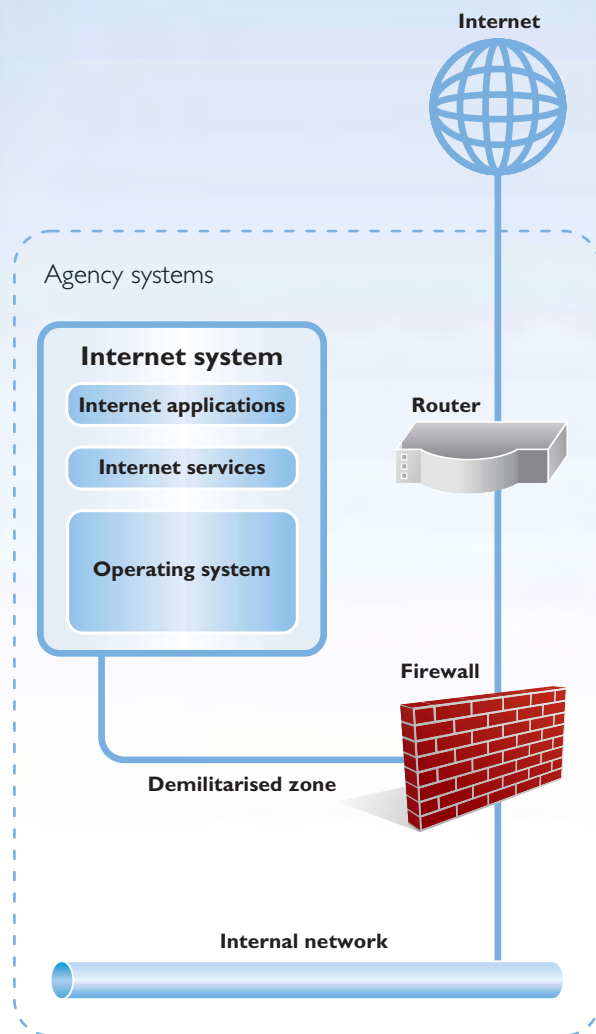 Internet
Agency systems
Internet system
Internet applications
Router
Internet services
Operating system
Firewall
Demilitarised zone
Internal network